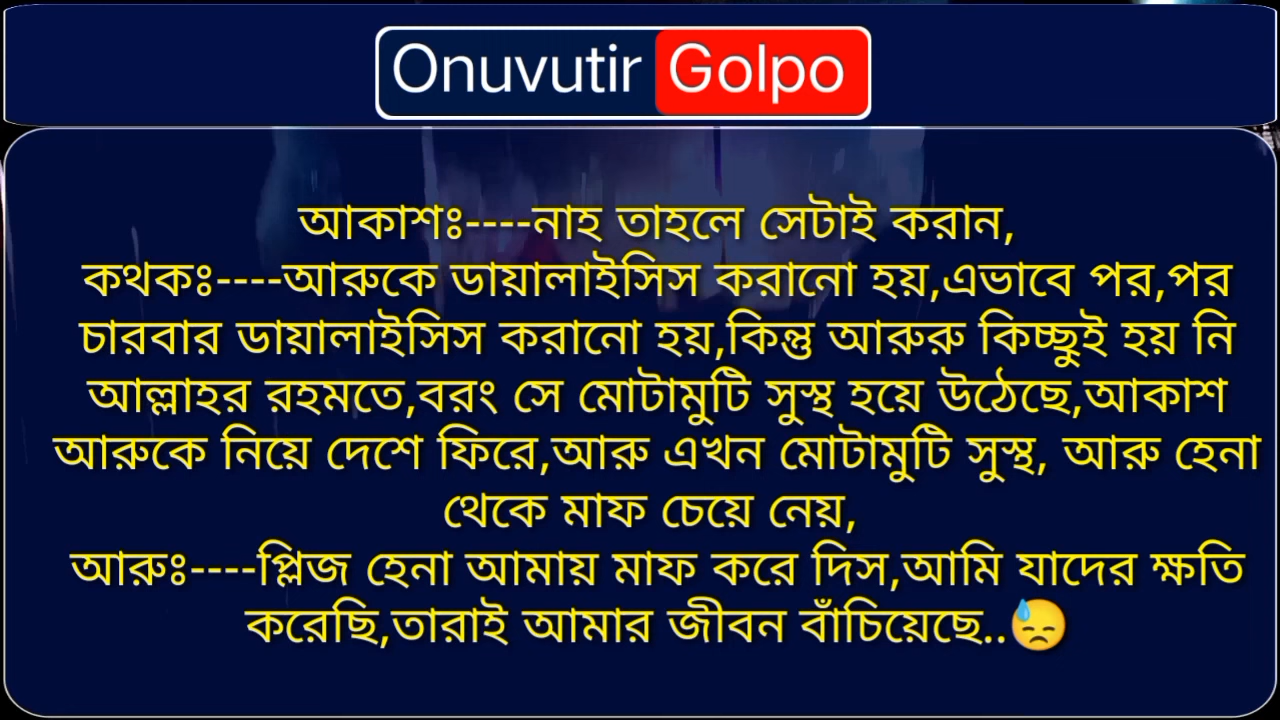 Onuvutir Golpo
আকাশঃ----নাহ তাহলে সেটাই করান,
কথকঃ----আরুকে ডায়ালাইসিস করানো হয়,এভাবে পর,পর
চারবার ডায়ালাইসিস করানো হয়,কিন্তু আরুরু কিচ্ছুই হয় নি
আল্লাহর রহমতে,বরং সে মোটামুটি সুস্থ হয়ে উঠেছে,আকাশ
আরুকে নিয়ে দেশে ফিরে,আরু এখন মোটামুটি সুস্থ, আরু হেনা
থেকে মাফ চেয়ে নেয়,
আরুঃ----প্লিজ হেনা আমায় মাফ করে দিস,আমি যাদের ক্ষতি
করেছি,তারাই আমার জীবন বাঁচিয়েছে..😓